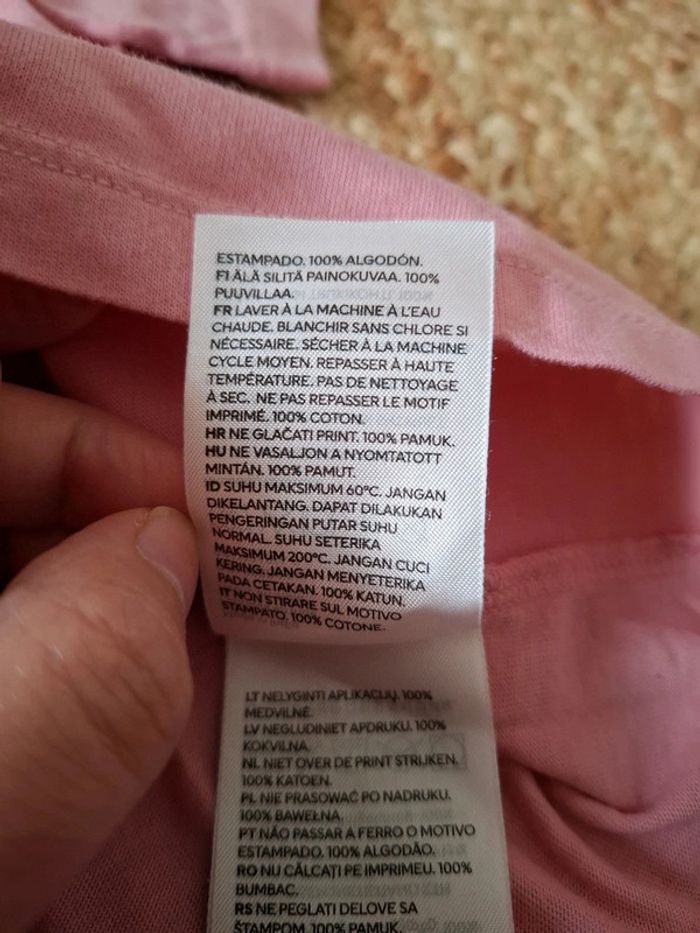 ESTAMPADO. 100% ALGODÓN.
FI ÄLÄ SILITÄ PAINOKUVAA. 100%
PUUVILLAA.
FR LAVER À LA MACHINE À L'EAU
CHAUDE. BLANCHIR SANS CHLORE SI
NÉCESSAIRE. SÉCHER À LA MACHINE
CYCLE MOYEN. REPASSER À HAUTE
TEMPÉRATURE. PAS DE NETTOYAGE
À SEC. NE PAS REPASSER LE MOTIF
IMPRIMÉ. 100% COTON.
HR NE GLAČATI PRINT. 100% PAMUK.
HU NE VASALJON A NYOMTATOTT
MINTÁN. 100% PAMUT.
ID SUHU MAKSIMUM 60°C. JANGAN
DIKELANTANG. DAPAT DILAKUKAN
PENGERINGAN PUTAR SUHU
NORMAL. SUHU SETERIKA
MAKSIMUM 200°C. JANGAN CUCI
KERING. JANGAN MENYETERIKA
PADA CETAKAN. 100% KATUN.
IT NON STIRARE SUL MOTIVO
STAMPATO. 100% COTONE.
LT NELYGINTI APLIKACIJŲ. 100%
MEDVILNĖ.
LV NEGLUDINIET APDRUKU. 100%
KOKVILNA.
NL NIET OVER DE PRINT STRIJKEN.
100% KATOEN.
PL NIE PRASOWAĆ PO NADRUKU.
100% BAWEŁNA.
PT NÃO PASSAR A FERRO O MOTIVO
ESTAMPADO. 100% ALGODÃO.
RO NU CĂLCAȚI PE IMPRIMEU. 100%
BUMBAC.
RS NE PEGLATI DELOVE SA
ŠTAMPOM. 100% PAMUK.